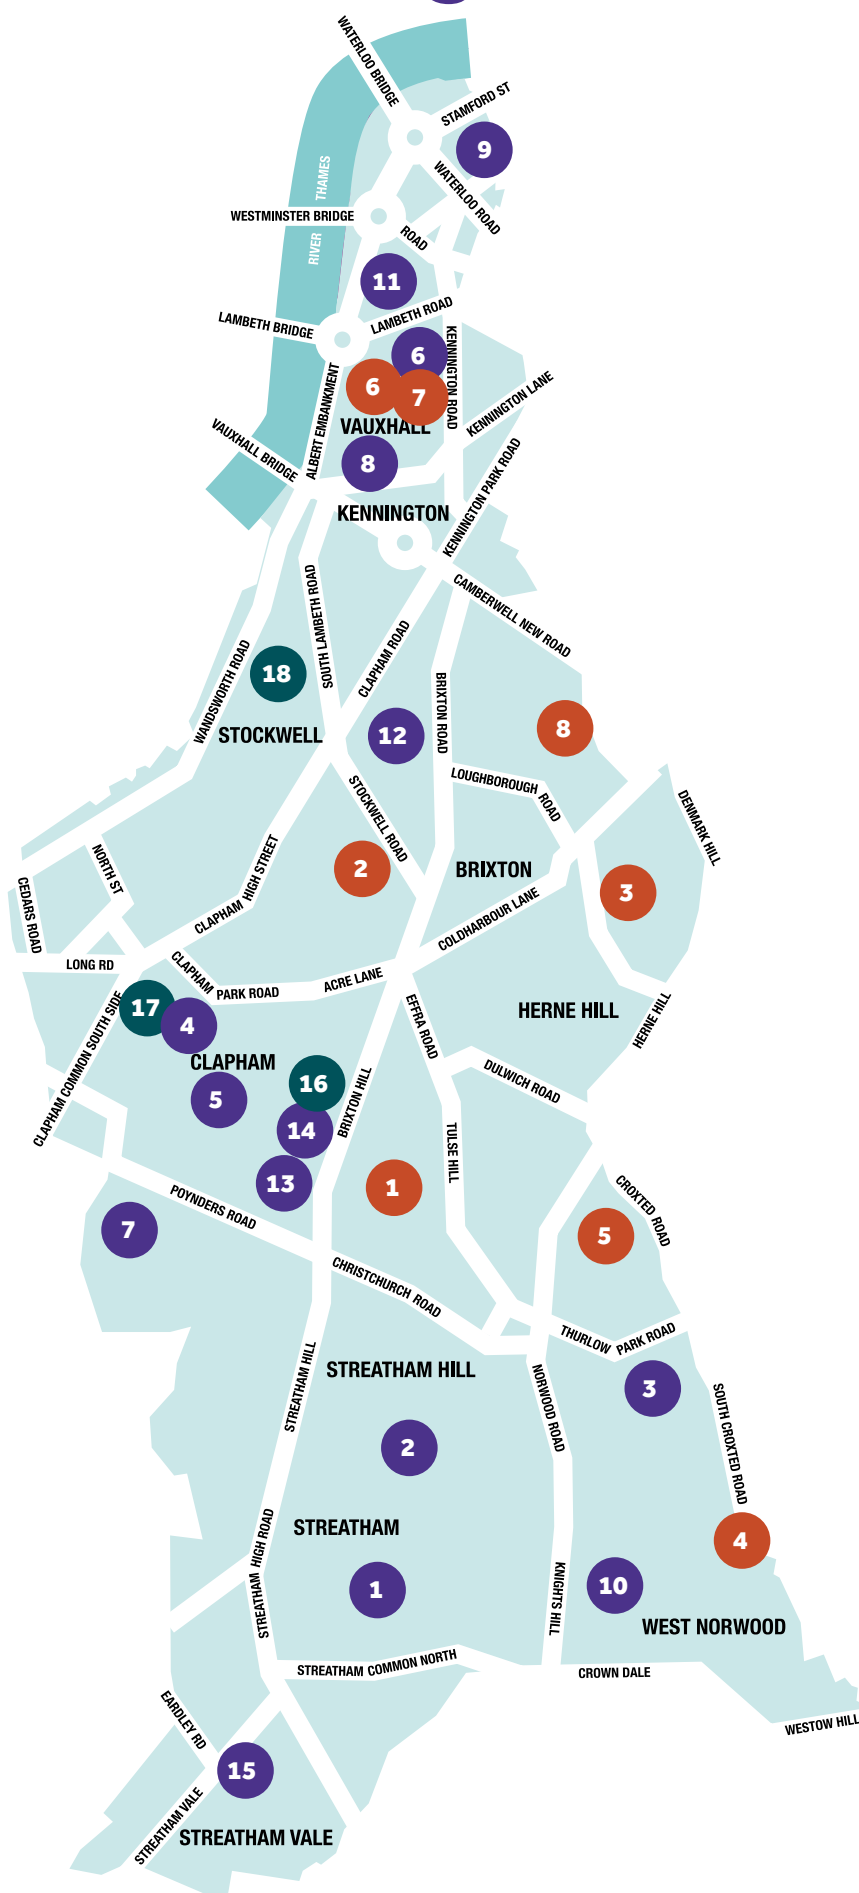 WATERLOO BRIDGE
STAMFORD ST
9
THAMES
RIVER
WATERLOO ROAD
WESTMINSTER BRIDGE
ROAD
11
LAMBETH BRIDGE
LAMBETH ROAD
KENNINGTON ROAD
6
6
7
ALBERT EMBANKMENT
KENNINGTON LANE
VAUXHALL
VAUXHALL BRIDGE
8
KENNINGTON PARK ROAD
KENNINGTON
CAMBERWELL NEW ROAD
SOUTH LAMBETH ROAD
CLAPHAM ROAD
WANDSWORTH ROAD
18
BRIXTON ROAD
STOCKWELL
12
8
LOUGHBOROUGH ROAD
STOCKWELL ROAD
DENMARK HILL
NORTH ST
CLAPHAM HIGH STREET
2
BRIXTON
3
CEDARS ROAD
COLDHARBOUR LANE
LONG RD
CLAPHAM
PARK ROAD
ACRE LANE
17
4
EFFRA ROAD
HERNE HILL
HERNE HILL
CLAPHAM COMMON SOUTH SIDE
CLAPHAM
5
16
14
BRIXTON HILL
DULWICH ROAD
TULSE HILL
13
1
CROXTED ROAD
7
POYNDERS ROAD
5
CHRISTCHURCH ROAD
THURLOW PARK ROAD
STREATHAM HILL
STREATHAM HILL
3
NORWOOD ROAD
SOUTH CROXTED ROAD
2
STREATHAM
STREATHAM HIGH ROAD
4
1
KNIGHTS HILL
10
WEST NORWOOD
STREATHAM COMMON NORTH
CROWN DALE
WESTOW HILL
EARDLEY RD
15
STREATHAM VALE
STREATHAM VALE